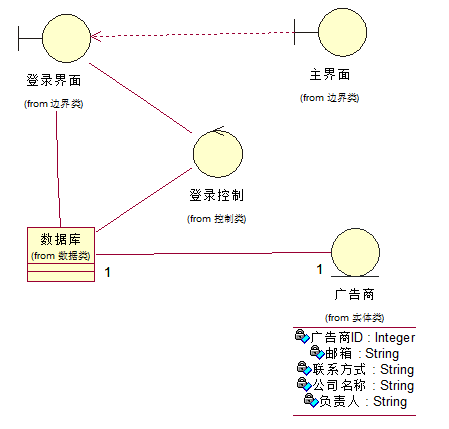 登录界面
(from 边界类)
主界面
(from 边界类)
登录控制
(from 控制类)
数据库
(from 数据类)
1
1
广告商
(from 实体类)
广告商ID : Integer
邮箱 : String
联系方式 : String
公司名称 : String
负责人 : String